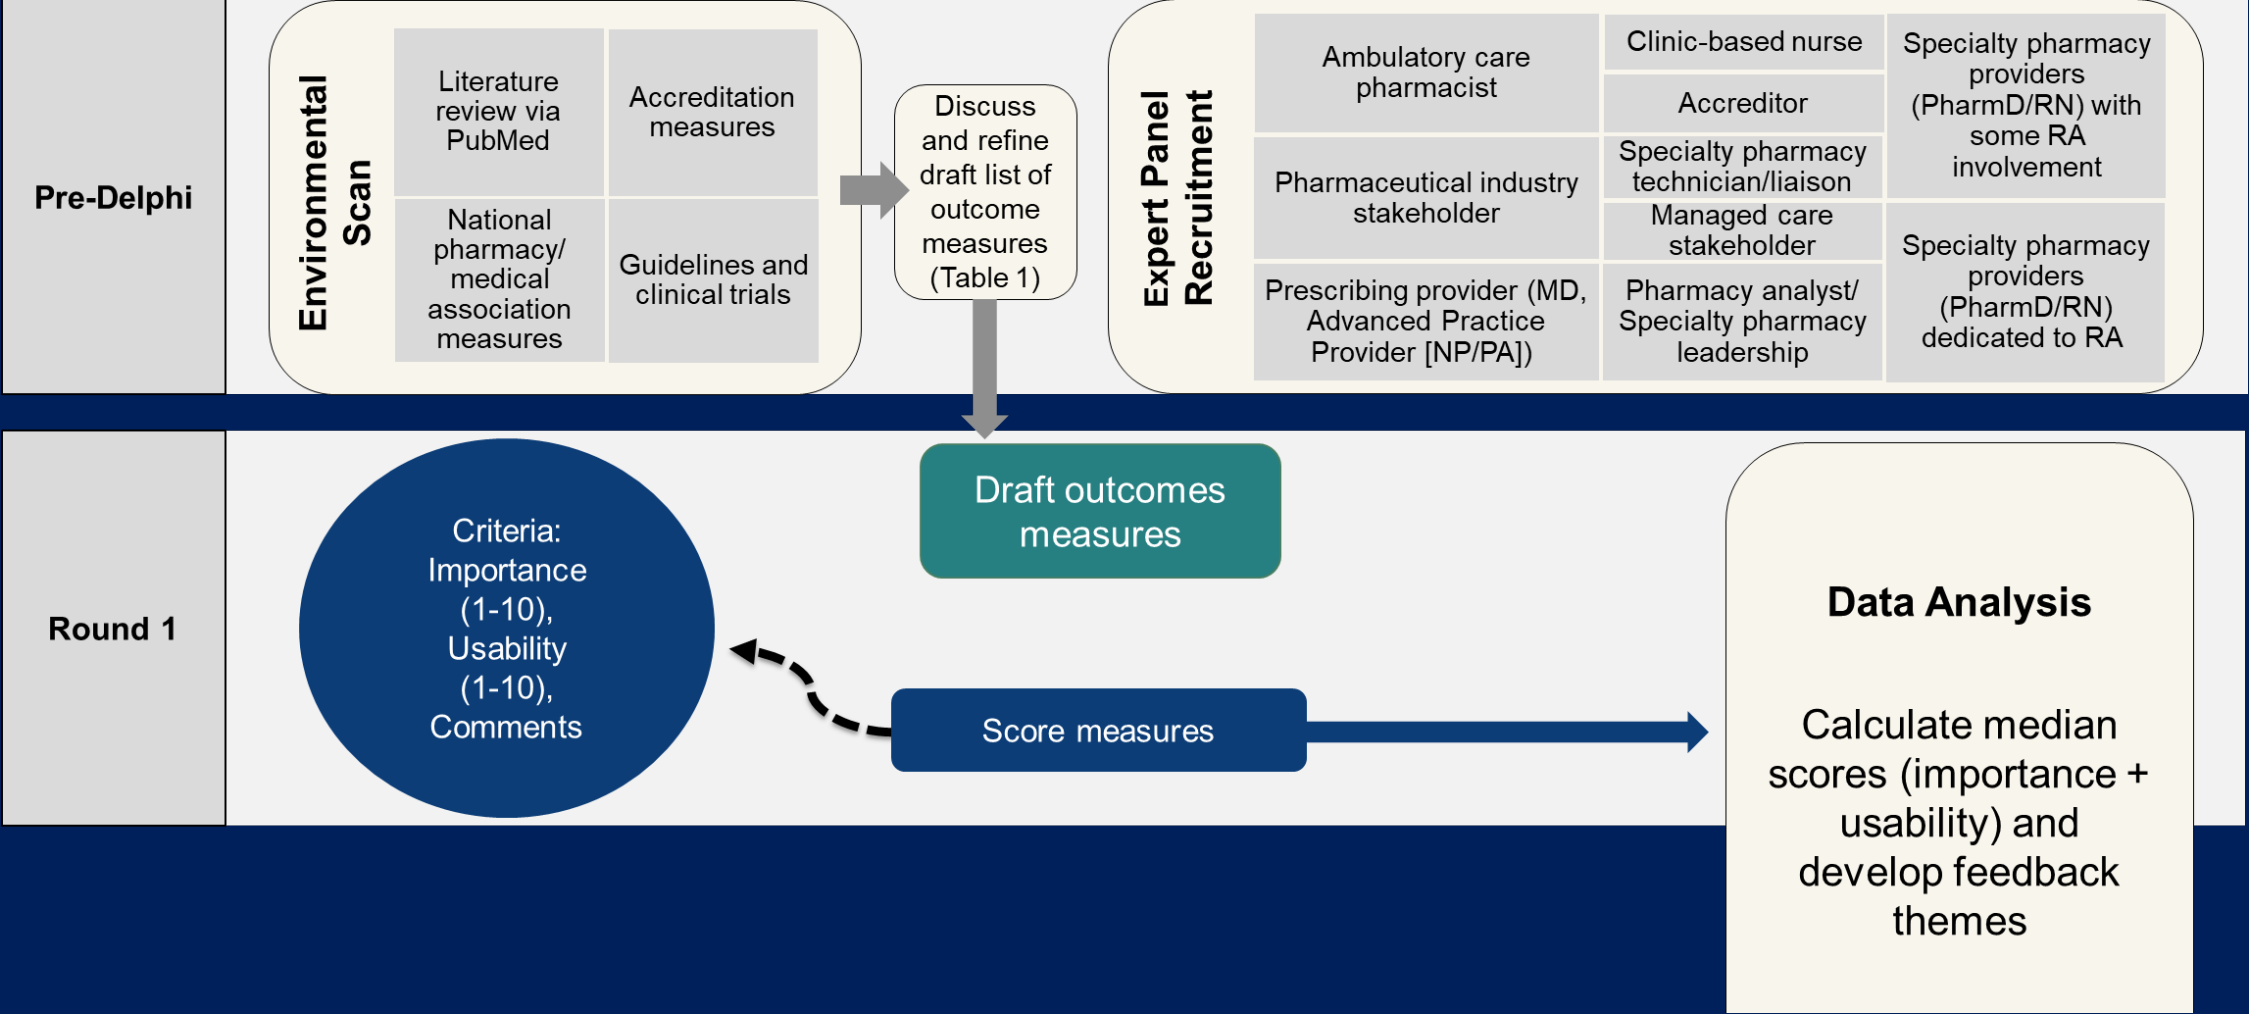 Pre-Delphi
Environmental
Scan
Literature
review via
PubMed
Accreditation
measures
National
pharmacy/
medical
association
measures
Guidelines and
clinical trials
Discuss
and refine
draft list of
outcome
measures
(Table 1)
Expert Panel
Recruitment
Ambulatory care
pharmacist
Pharmaceutical industry
stakeholder
Prescribing provider (MD,
Advanced Practice
Provider [NP/PA])
Clinic-based nurse
Accreditor
Specialty pharmacy
technician/liaison
Managed care
stakeholder
Pharmacy analyst/
Specialty pharmacy
leadership
Specialty pharmacy
providers
(PharmD/RN) with
some RA
involvement
Specialty pharmacy
providers
(PharmD/RN)
dedicated to RA
Round 1
Criteria:
Importance
(1-10),
Usability
(1-10),
Comments
Draft outcomes
measures
Score measures
Data Analysis
Calculate median
scores (importance +
usability) and
develop feedback
themes